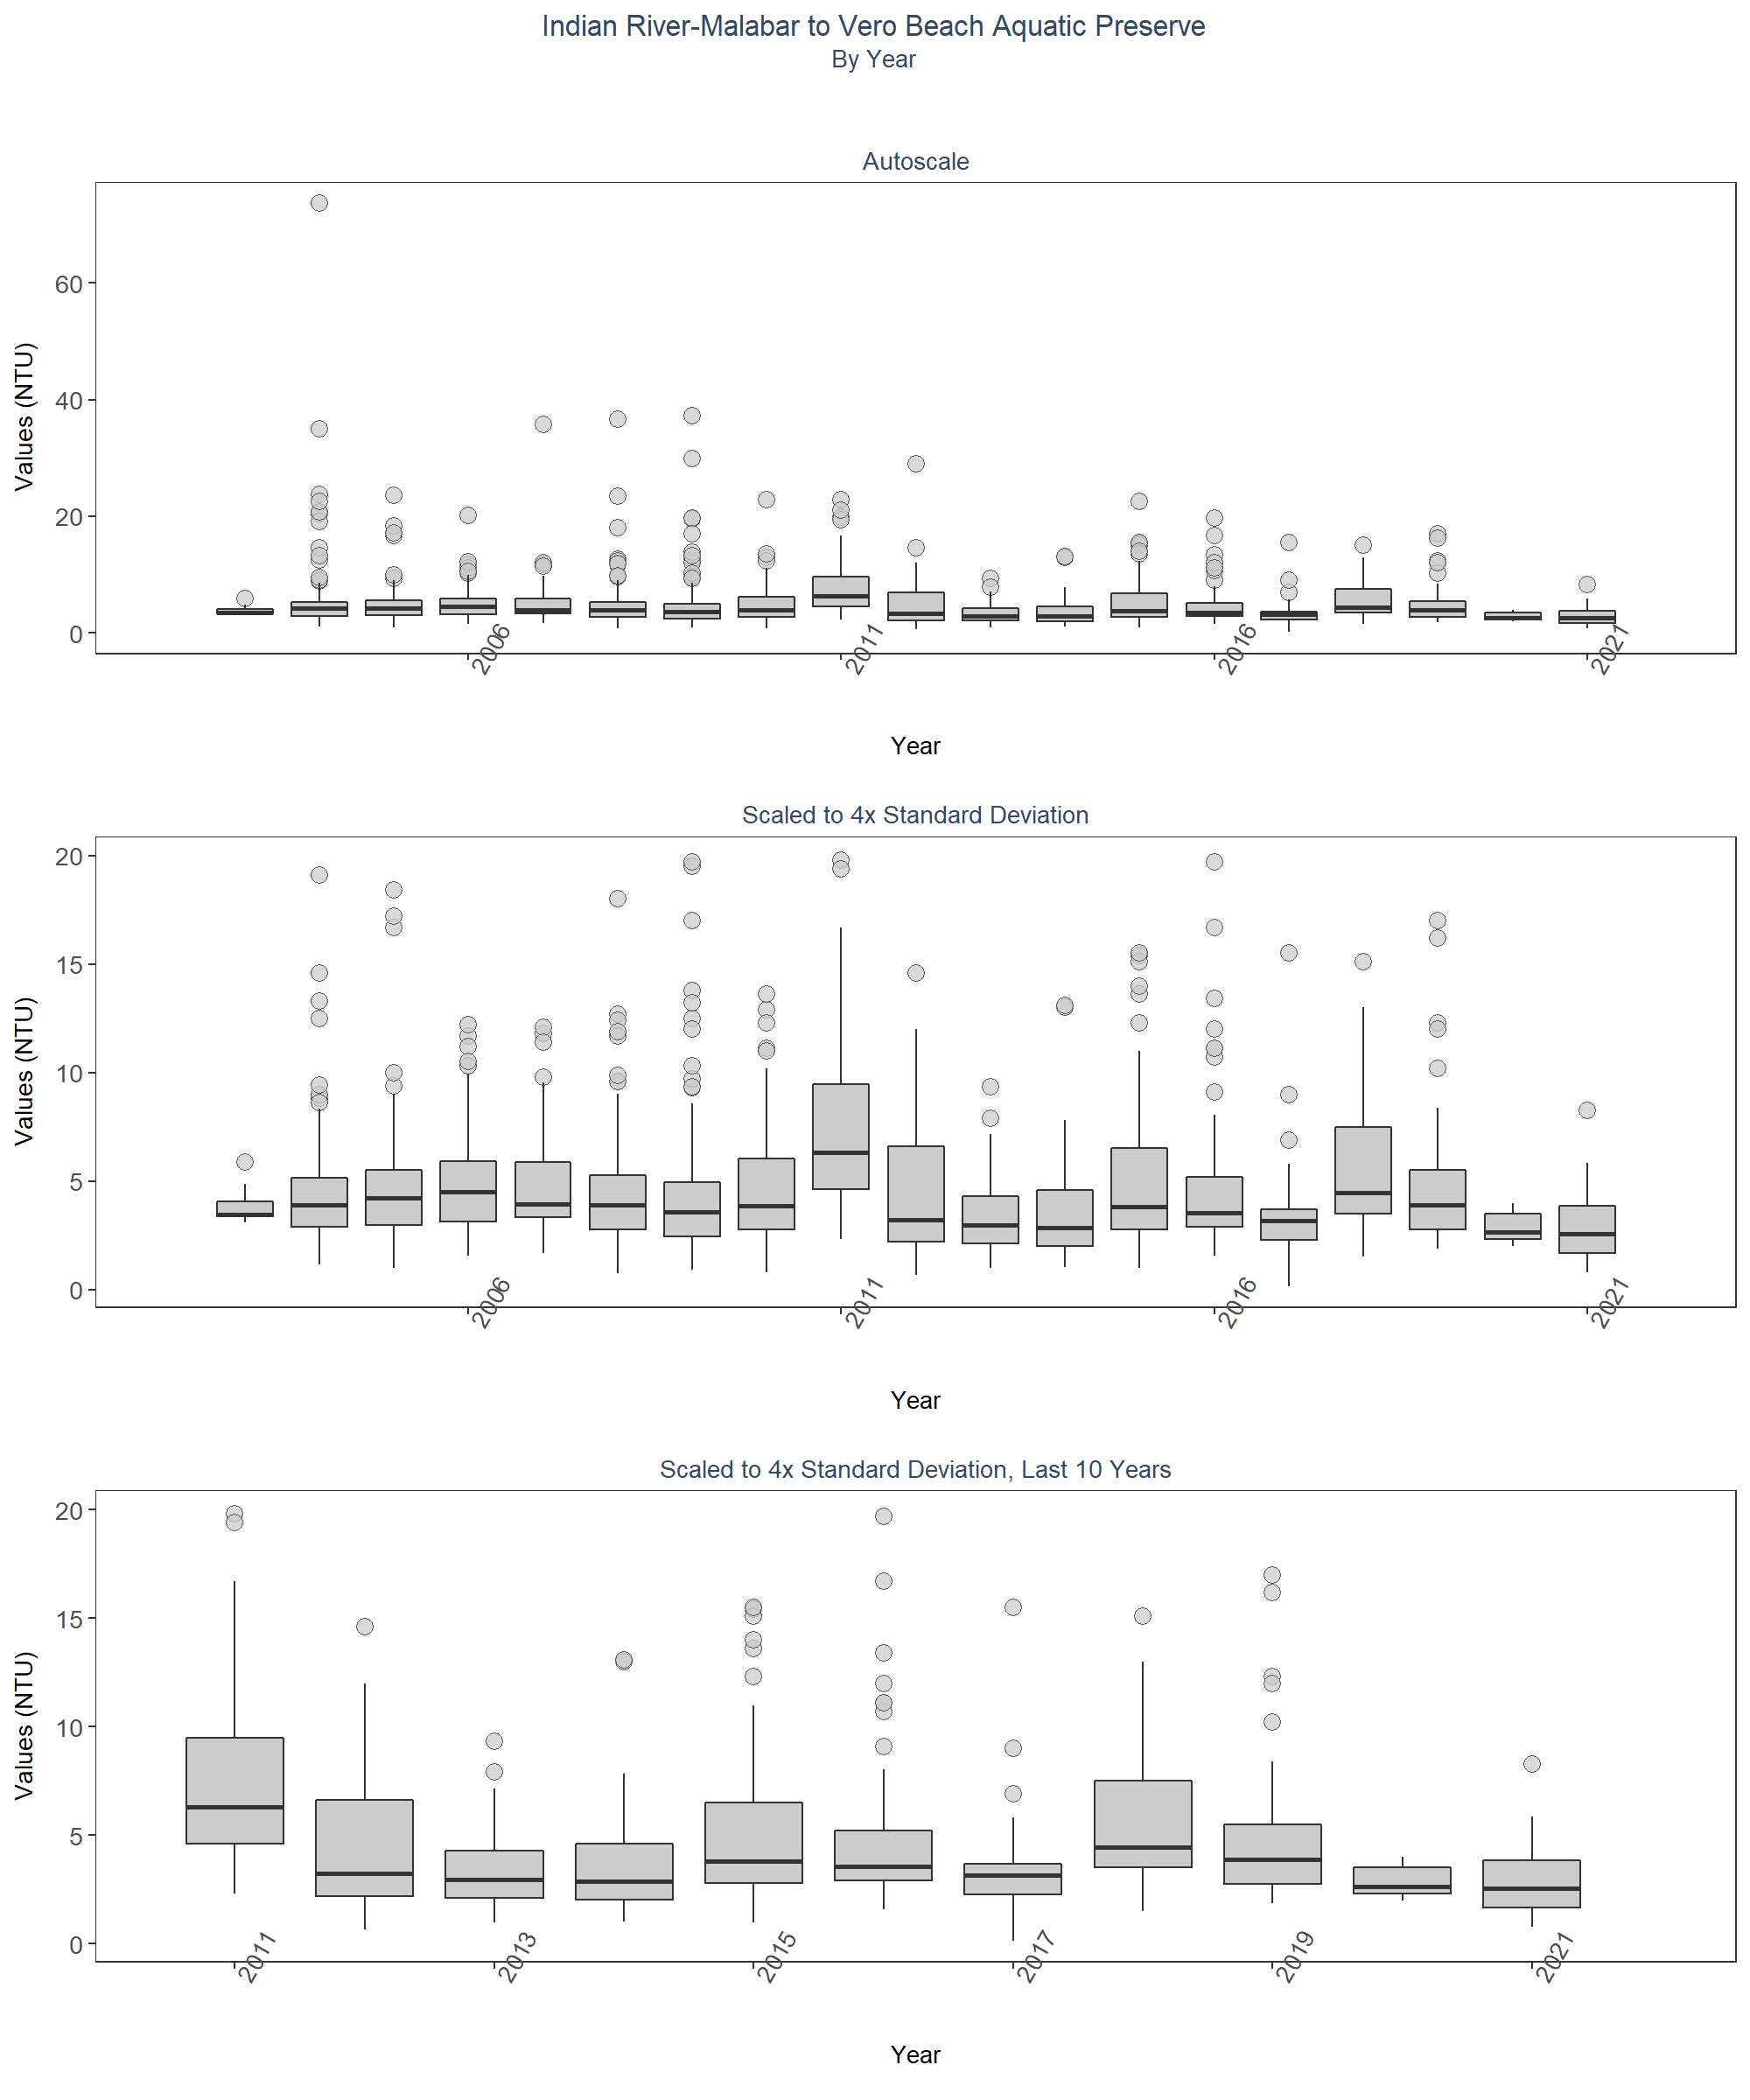 Indian River-Malabar to Vero Beach Aquatic Preserve
By Year
Autoscale
Values (NTU)
60
40
20
0
2006
2011
2016
2021
Year
Scaled to 4x Standard Deviation
Values (NTU)
20
15
10
5
0
2006
2011
2016
2021
Year
Scaled to 4x Standard Deviation, Last 10 Years
Values (NTU)
20
15
10
5
0
2011
2013
2015
2017
2019
2021
Year